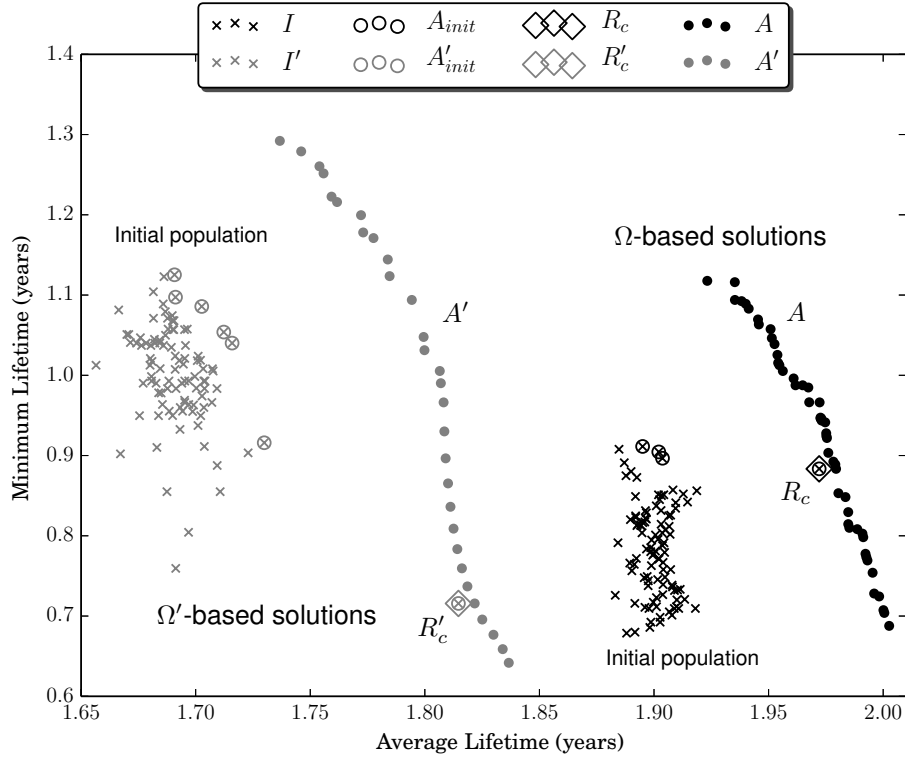 I A_init R_c A
I′ A′_init R′_c A′
1.4
1.3
1.2
1.1
1.0
0.9
0.8
0.7
0.6
Minimum Lifetime (years)
Initial population
Ω-based solutions
A′
A
R_c
Ω′-based solutions
R′_c
Initial population
1.65 1.70 1.75 1.80 1.85 1.90 1.95 2.00
Average Lifetime (years)